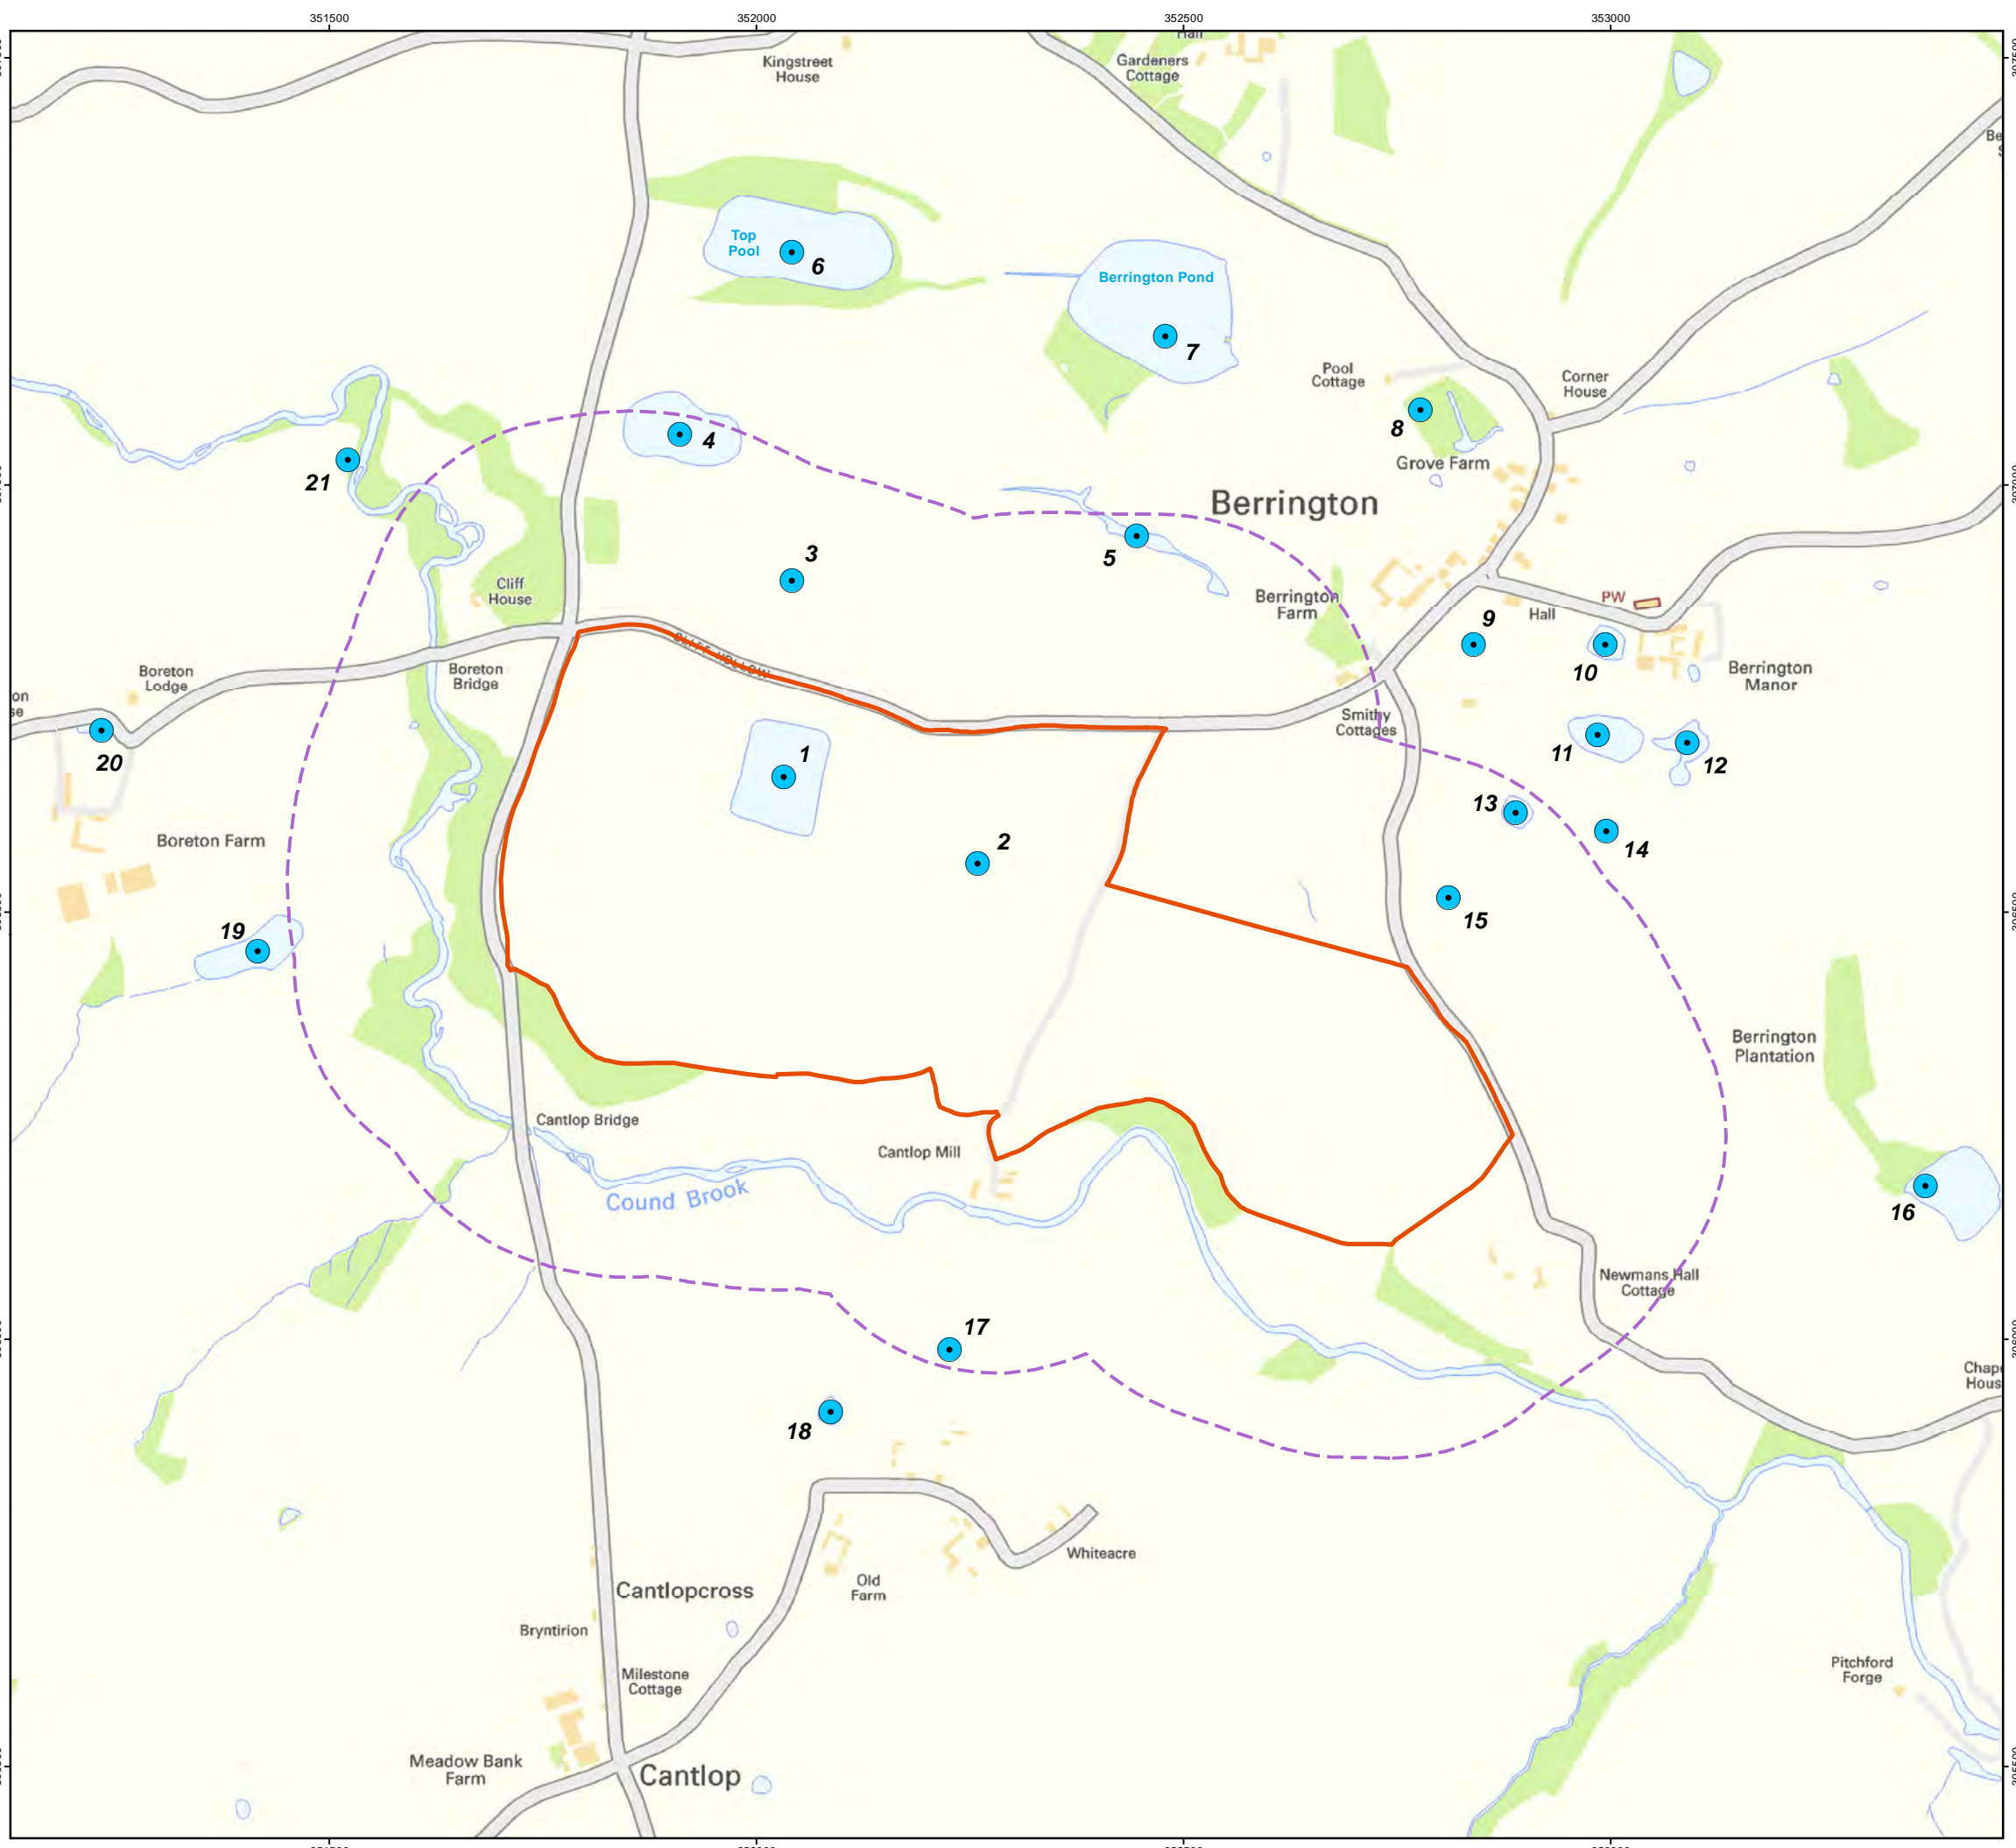 351500
352000
352500
353000
Hall
Kingstreet
House
Gardeners
Cottage
Top
Pool
6
Berrington Pond
7
Pool
Cottage
Corner
House
8
Grove Farm
4
21
Berrington
5
3
Cliff
House
Berrington
Farm
PW
Hall
9
10
Berrington
Manor
CLIFF HOLLOW
Boreton
Lodge
Boreton
Bridge
Smithy
Cottages
20
1
11
12
13
14
Boreton Farm
2
15
19
Berrington
Plantation
Cantlop Bridge
Cantlop Mill
Cound Brook
16
Newmans Hall
Cottage
17
18
Whiteacre
Old
Farm
Cantlopcross
Bryntirion
Milestone
Cottage
Pitchford
Forge
Meadow Bank
Farm
Cantlop